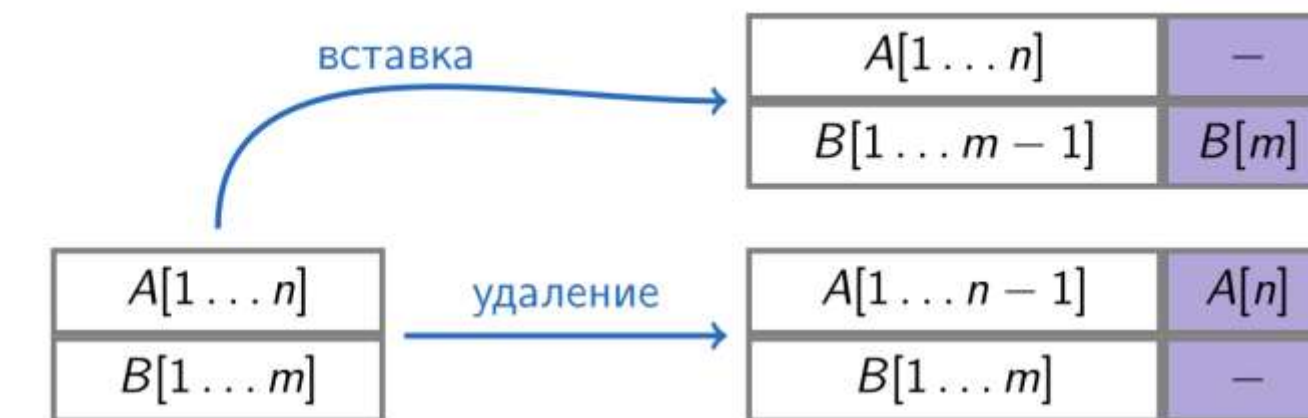 вставка
A[1 . . . n] −
B[1 . . . m − 1] B[m]
A[1 . . . n]
B[1 . . . m]
удаление
A[1 . . . n − 1] A[n]
B[1 . . . m] −